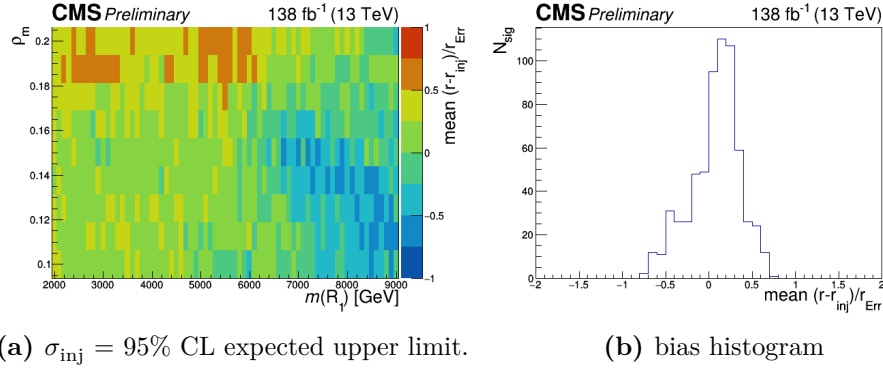 CMS Preliminary 138 fb⁻¹ (13 TeV)
ρₘ
0.2
0.18
0.16
0.14
0.12
0.1
2000 3000 4000 5000 6000 7000 8000 9000
m(R₁) [GeV]
1
0.5
0
−0.5
−1
mean (r-r_inj)/r_Err
CMS Preliminary 138 fb⁻¹ (13 TeV)
N_sig
100
80
60
40
20
0
−2 −1.5 −1 −0.5 0 0.5 1 1.5 2
mean (r-r_inj)/r_Err
(a) σ_inj = 95% CL expected upper limit.
(b) bias histogram